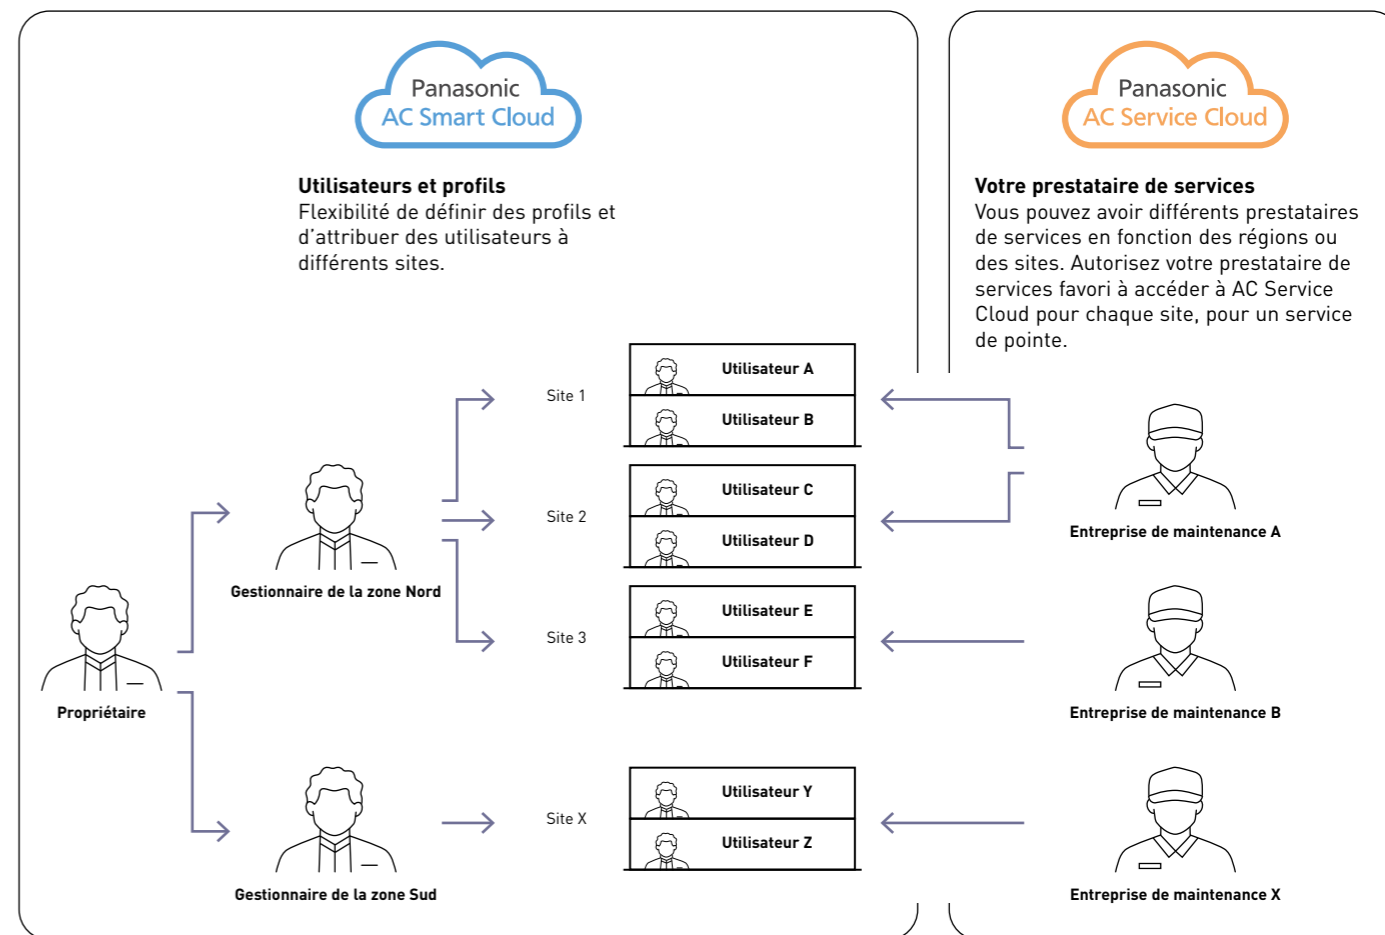 Panasonic
AC Smart Cloud
Utilisateurs et profils
Flexibilité de définir des profils et
d'attribuer des utilisateurs à
différents sites.
Panasonic
AC Service Cloud
Votre prestataire de services
Vous pouvez avoir différents prestataires
de services en fonction des régions ou
des sites. Autorisez votre prestataire de
services favori à accéder à AC Service
Cloud pour chaque site, pour un service
de pointe.
Propriétaire
Gestionnaire de la zone Nord
Gestionnaire de la zone Sud
Site 1
Utilisateur A
Utilisateur B
Site 2
Utilisateur C
Utilisateur D
Site 3
Utilisateur E
Utilisateur F
Site X
Utilisateur Y
Utilisateur Z
Entreprise de maintenance A
Entreprise de maintenance B
Entreprise de maintenance X